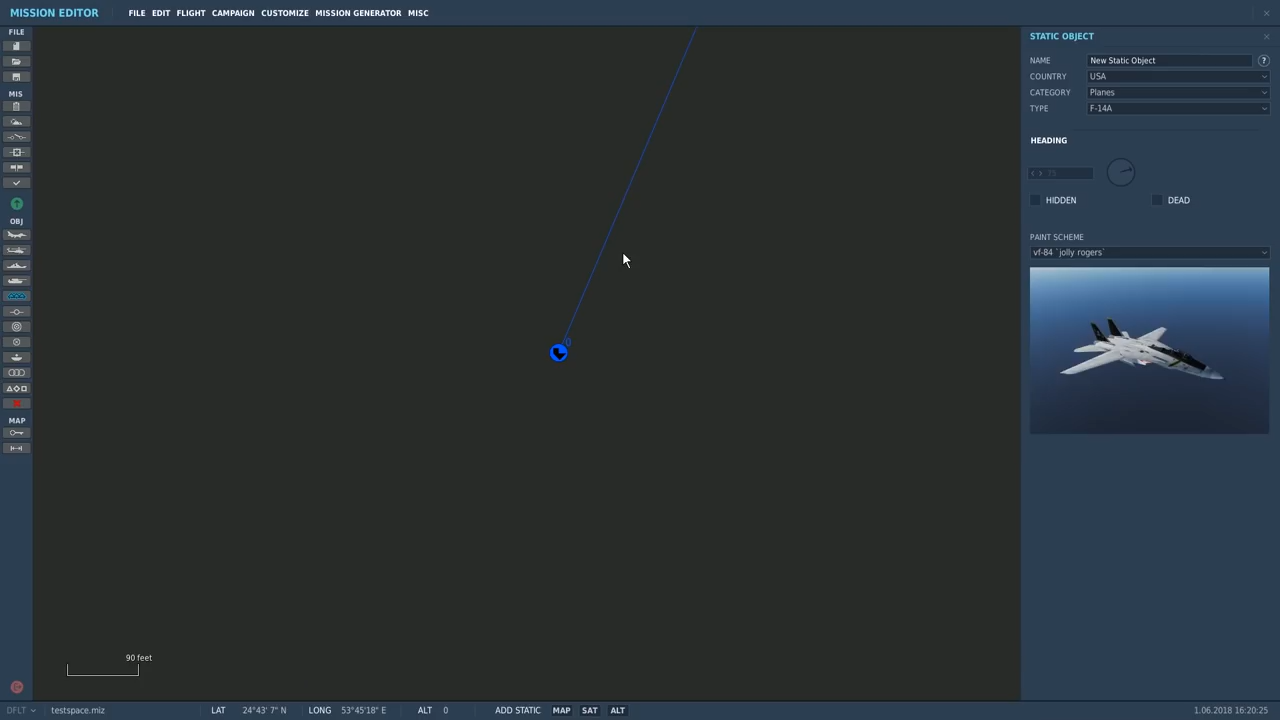 MISSION EDITOR
FILE EDIT FLIGHT CAMPAIGN CUSTOMIZE MISSION GENERATOR MISC
FILE
MIS
OBJ
MAP
0
90 feet
STATIC OBJECT
NAME New Static Object ?
COUNTRY USA
CATEGORY Planes
TYPE F-14A
HEADING
HIDDEN DEAD
PAINT SCHEME
vf-84 `jolly rogers`
DFLT testspace.miz LAT 24°43' 7" N LONG 53°45'18" E ALT 0 ADD STATIC MAP SAT ALT 1.06.2018 16:20:25